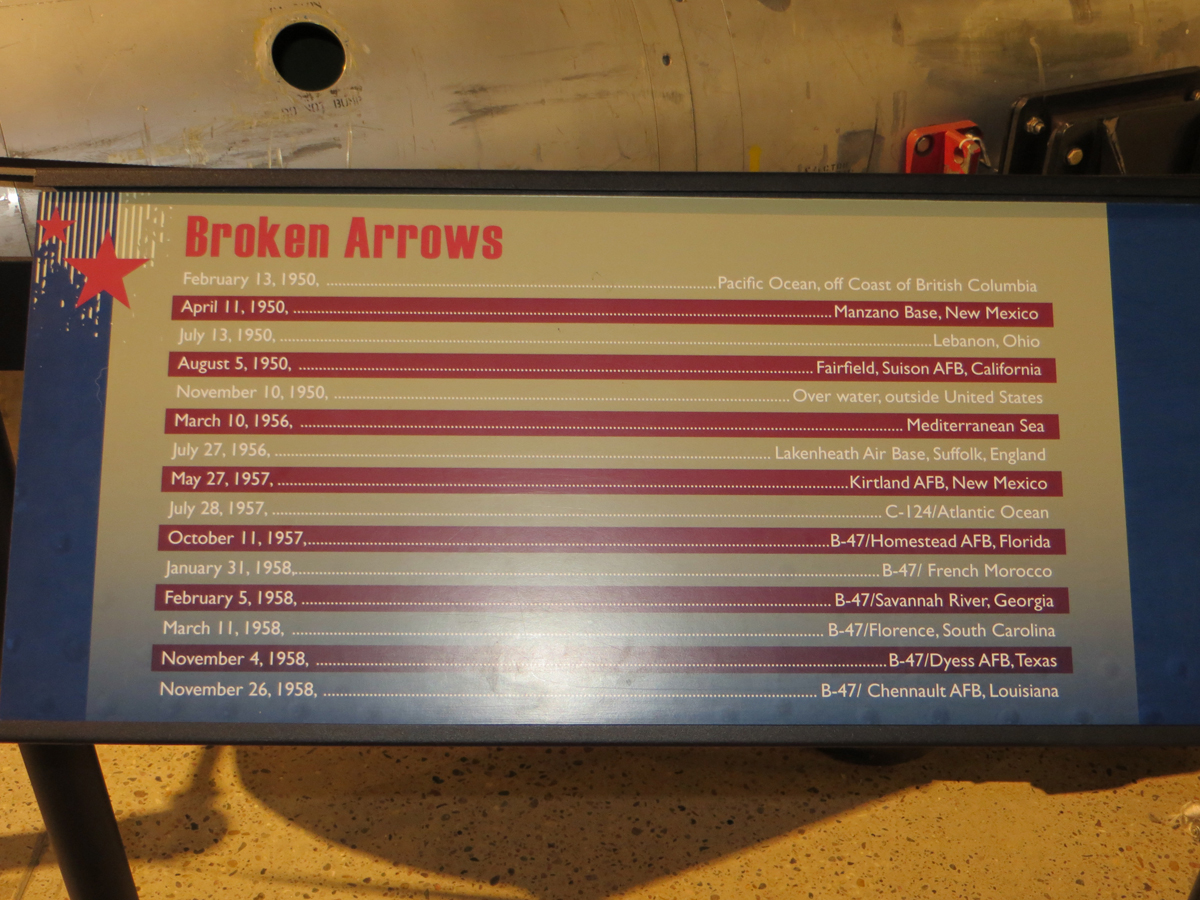 DO NOT BUMP
Broken Arrows
February 13, 1950, ........ Pacific Ocean, off Coast of British Columbia
April 11, 1950, ........ Manzano Base, New Mexico
July 13, 1950, ........ Lebanon, Ohio
August 5, 1950, ........ Fairfield, Suison AFB, California
November 10, 1950, ........ Over water, outside United States
March 10, 1956, ........ Mediterranean Sea
July 27, 1956, ........ Lakenheath Air Base, Suffolk, England
May 27, 1957, ........ Kirtland AFB, New Mexico
July 28, 1957, ........ C-124/Atlantic Ocean
October 11, 1957, ........ B-47/Homestead AFB, Florida
January 31, 1958, ........ B-47/ French Morocco
February 5, 1958, ........ B-47/Savannah River, Georgia
March 11, 1958, ........ B-47/Florence, South Carolina
November 4, 1958, ........ B-47/Dyess AFB, Texas
November 26, 1958, ........ B-47/ Chennault AFB, Louisiana